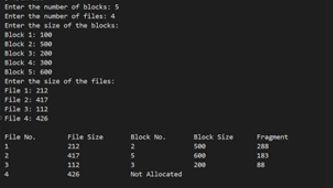 Enter the number of blocks: 5
Enter the number of files: 4
Enter the size of the blocks:
Block 1: 100
Block 2: 500
Block 3: 200
Block 4: 300
Block 5: 600
Enter the size of the files:
File 1: 212
File 2: 417
File 3: 112
File 4: 426
File No. File Size Block No. Block Size Fragment
1 212 2 500 288
2 417 5 600 183
3 112 3 200 88
4 426 Not Allocated